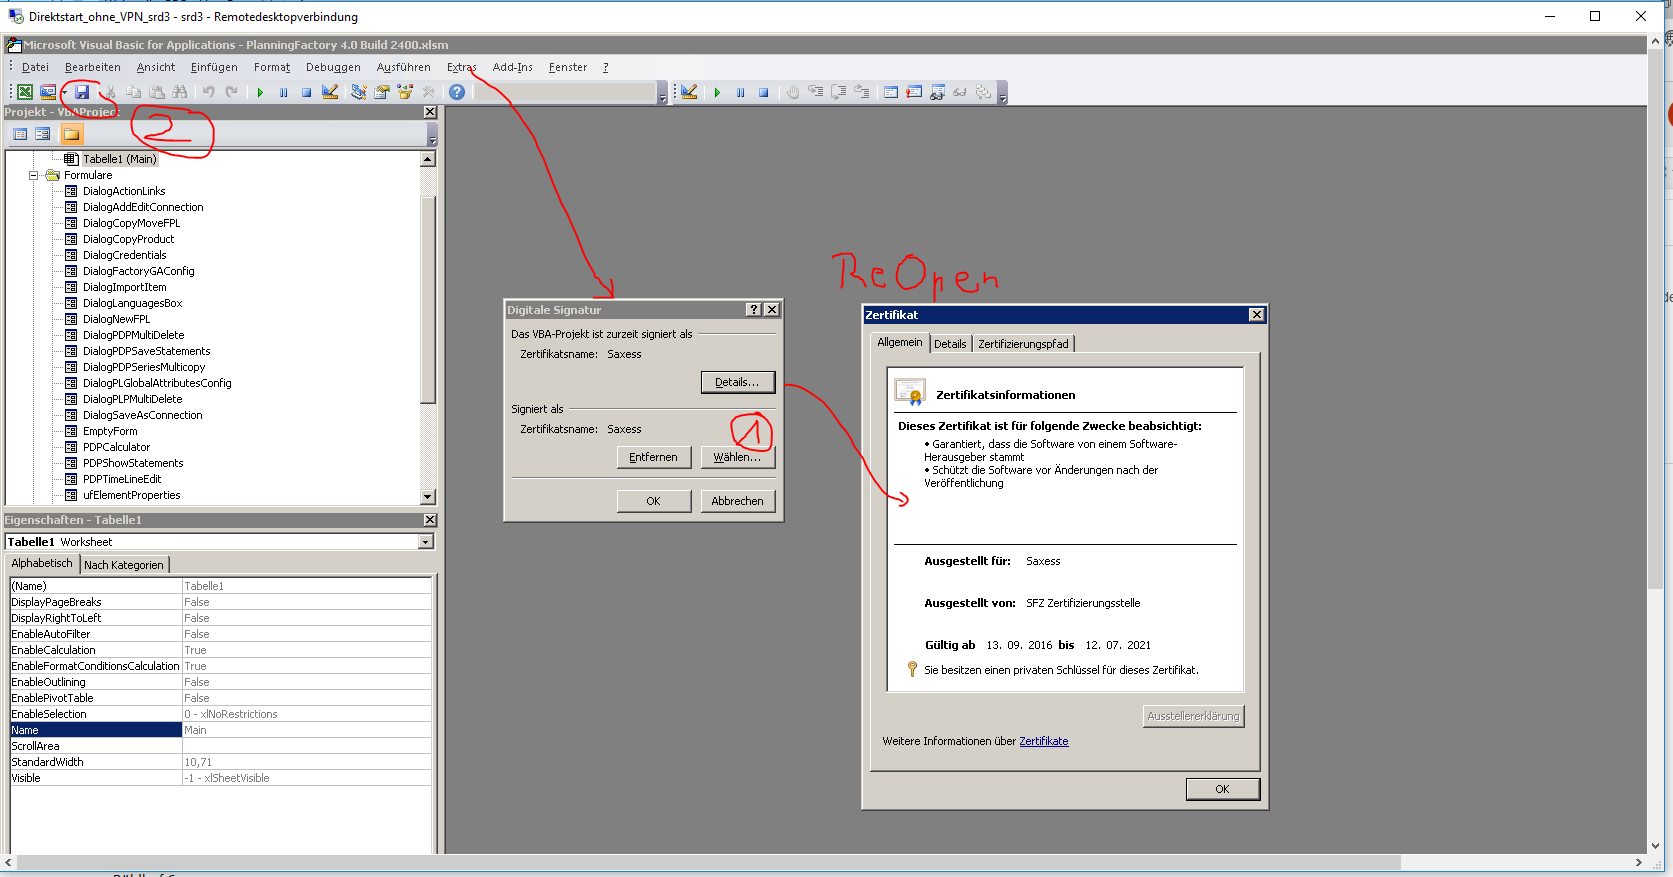 Direktstart_ohne_VPN_srd3 - srd3 - Remotedesktopverbindung
Microsoft Visual Basic for Applications - PlanningFactory 4.0 Build 2400.xlsm
Datei Bearbeiten Ansicht Einfügen Format Debuggen Ausführen Extras Add-Ins Fenster ?
Projekt - VBAProject
2
Tabelle1 (Main)
Formulare
DialogActionLinks
DialogAddEditConnection
DialogCopyMoveFPL
DialogCopyProduct
DialogCredentials
DialogFactoryGAConfig
DialogImportItem
DialogLanguagesBox
DialogNewFPL
DialogPDPMultiDelete
DialogPDPSaveStatements
DialogPDPSeriesMulticopy
DialogPLGlobalAttributesConfig
DialogPLPMultiDelete
DialogSaveAsConnection
EmptyForm
PDPCalculator
PDPShowStatements
PDPTimeLineEdit
ufElementProperties
Eigenschaften - Tabelle1
Tabelle1 Worksheet
Alphabetisch Nach Kategorien
(Name) Tabelle1
DisplayPageBreaks False
DisplayRightToLeft False
EnableAutoFilter False
EnableCalculation True
EnableFormatConditionsCalculation True
EnableOutlining False
EnablePivotTable False
EnableSelection 0 - xlNoRestrictions
Name Main
ScrollArea
StandardWidth 10,71
Visible -1 - xlSheetVisible
Digitale Signatur
Das VBA-Projekt ist zurzeit signiert als
Zertifikatsname: Saxess
Details...
Signiert als
Zertifikatsname: Saxess
1
Entfernen Wählen...
OK Abbrechen
ReOpen
Zertifikat
Allgemein Details Zertifizierungspfad
Zertifikatsinformationen
Dieses Zertifikat ist für folgende Zwecke beabsichtigt:
• Garantiert, dass die Software von einem Software-
Herausgeber stammt
• Schützt die Software vor Änderungen nach der
Veröffentlichung
Ausgestellt für: Saxess
Ausgestellt von: SFZ Zertifizierungsstelle
Gültig ab 13. 09. 2016 bis 12. 07. 2021
Sie besitzen einen privaten Schlüssel für dieses Zertifikat.
Ausstellererklärung
Weitere Informationen über Zertifikate
OK